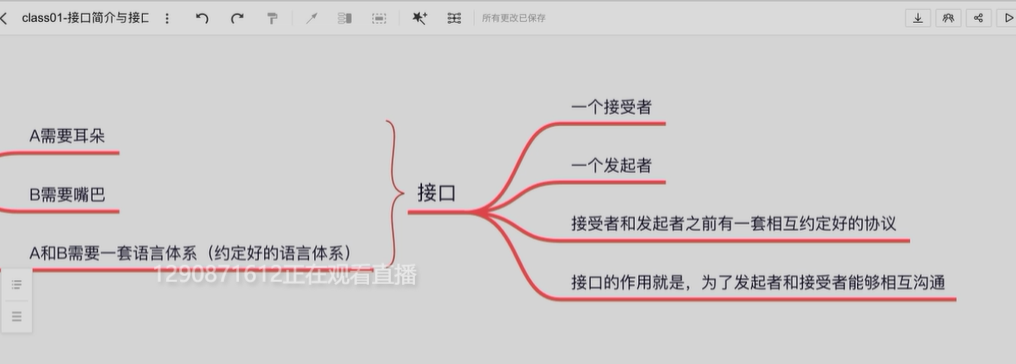 class01-接口简介与接口
所有更改已保存
一个接受者
A需要耳朵
一个发起者
B需要嘴巴
接口
接受者和发起者之前有一套相互约定好的协议
A和B需要一套语言体系（约定好的语言体系）
1290871612正在观看直播
接口的作用就是，为了发起者和接受者能够相互沟通